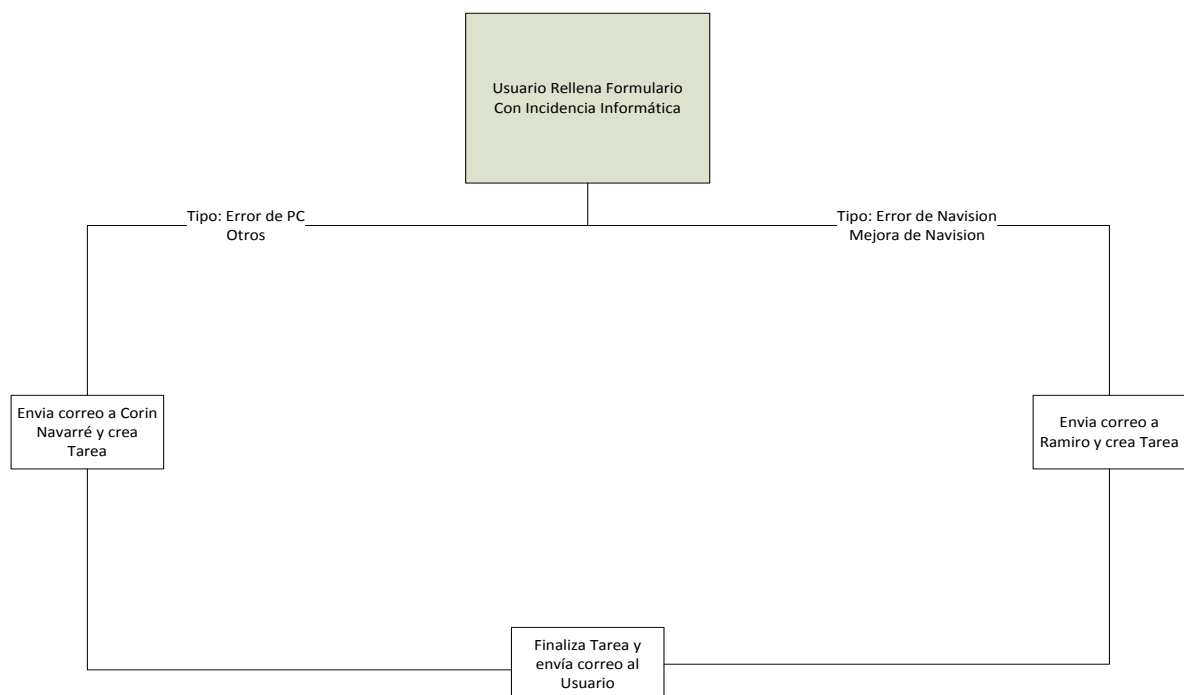 Usuario Rellena Formulario
Con Incidencia Informática
Tipo: Error de PC
Otros
Tipo: Error de Navision
Mejora de Navision
Envia correo a Corin
Navarré y crea
Tarea
Envia correo a
Ramiro y crea Tarea
Finaliza Tarea y
envía correo al
Usuario